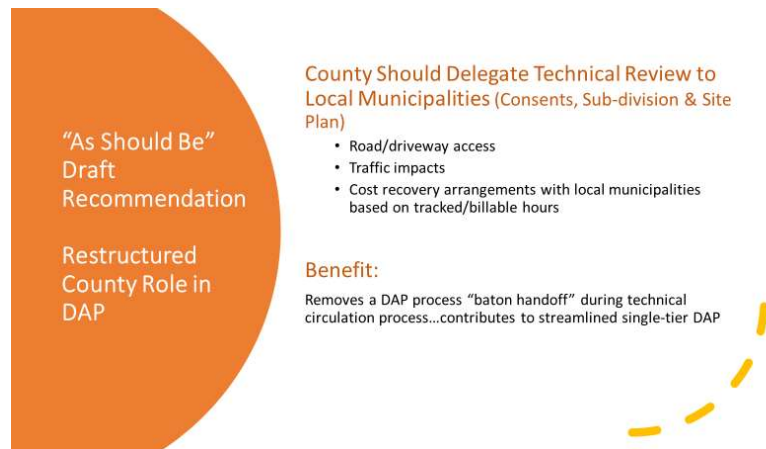 “As Should Be”
Draft
Recommendation
Restructured
County Role in
DAP
County Should Delegate Technical Review to
Local Municipalities (Consents, Sub-division & Site
Plan)
• Road/driveway access
• Traffic impacts
• Cost recovery arrangements with local municipalities
based on tracked/billable hours
Benefit:
Removes a DAP process “baton handoff” during technical
circulation process...contributes to streamlined single-tier DAP